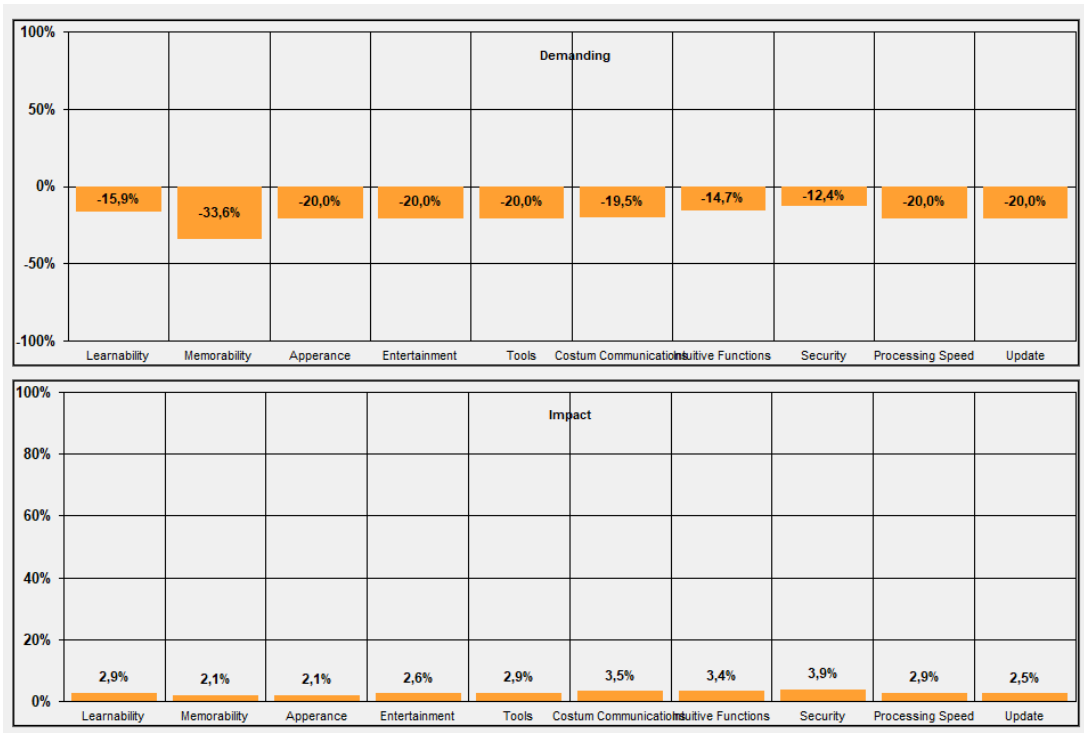 100%
Demanding
50%
0%
-15,9% -33,6% -20,0% -20,0% -20,0% -19,5% -14,7% -12,4% -20,0% -20,0%
-50%
-100%
Learnability Memorability Apperance Entertainment Tools Costum Communications Intuitive Functions Security Processing Speed Update
100%
Impact
80%
60%
40%
20%
2,9% 2,1% 2,1% 2,6% 2,9% 3,5% 3,4% 3,9% 2,9% 2,5%
0%
Learnability Memorability Apperance Entertainment Tools Costum Communications Intuitive Functions Security Processing Speed Update